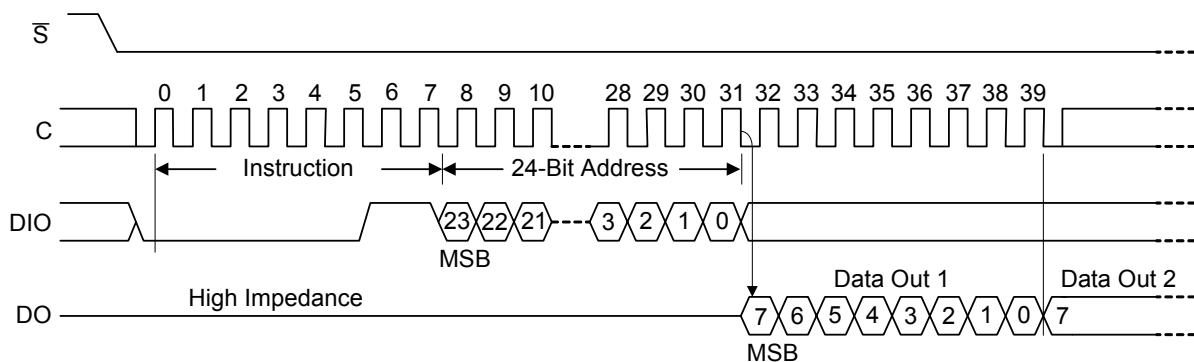 S
0 1 2 3 4 5 6 7 8 9 10 28 29 30 31 32 33 34 35 36 37 38 39
C
Instruction 24-Bit Address
DIO 23 22 21 3 2 1 0
MSB
Data Out 1 Data Out 2
High Impedance
DO 7 6 5 4 3 2 1 0 7
MSB